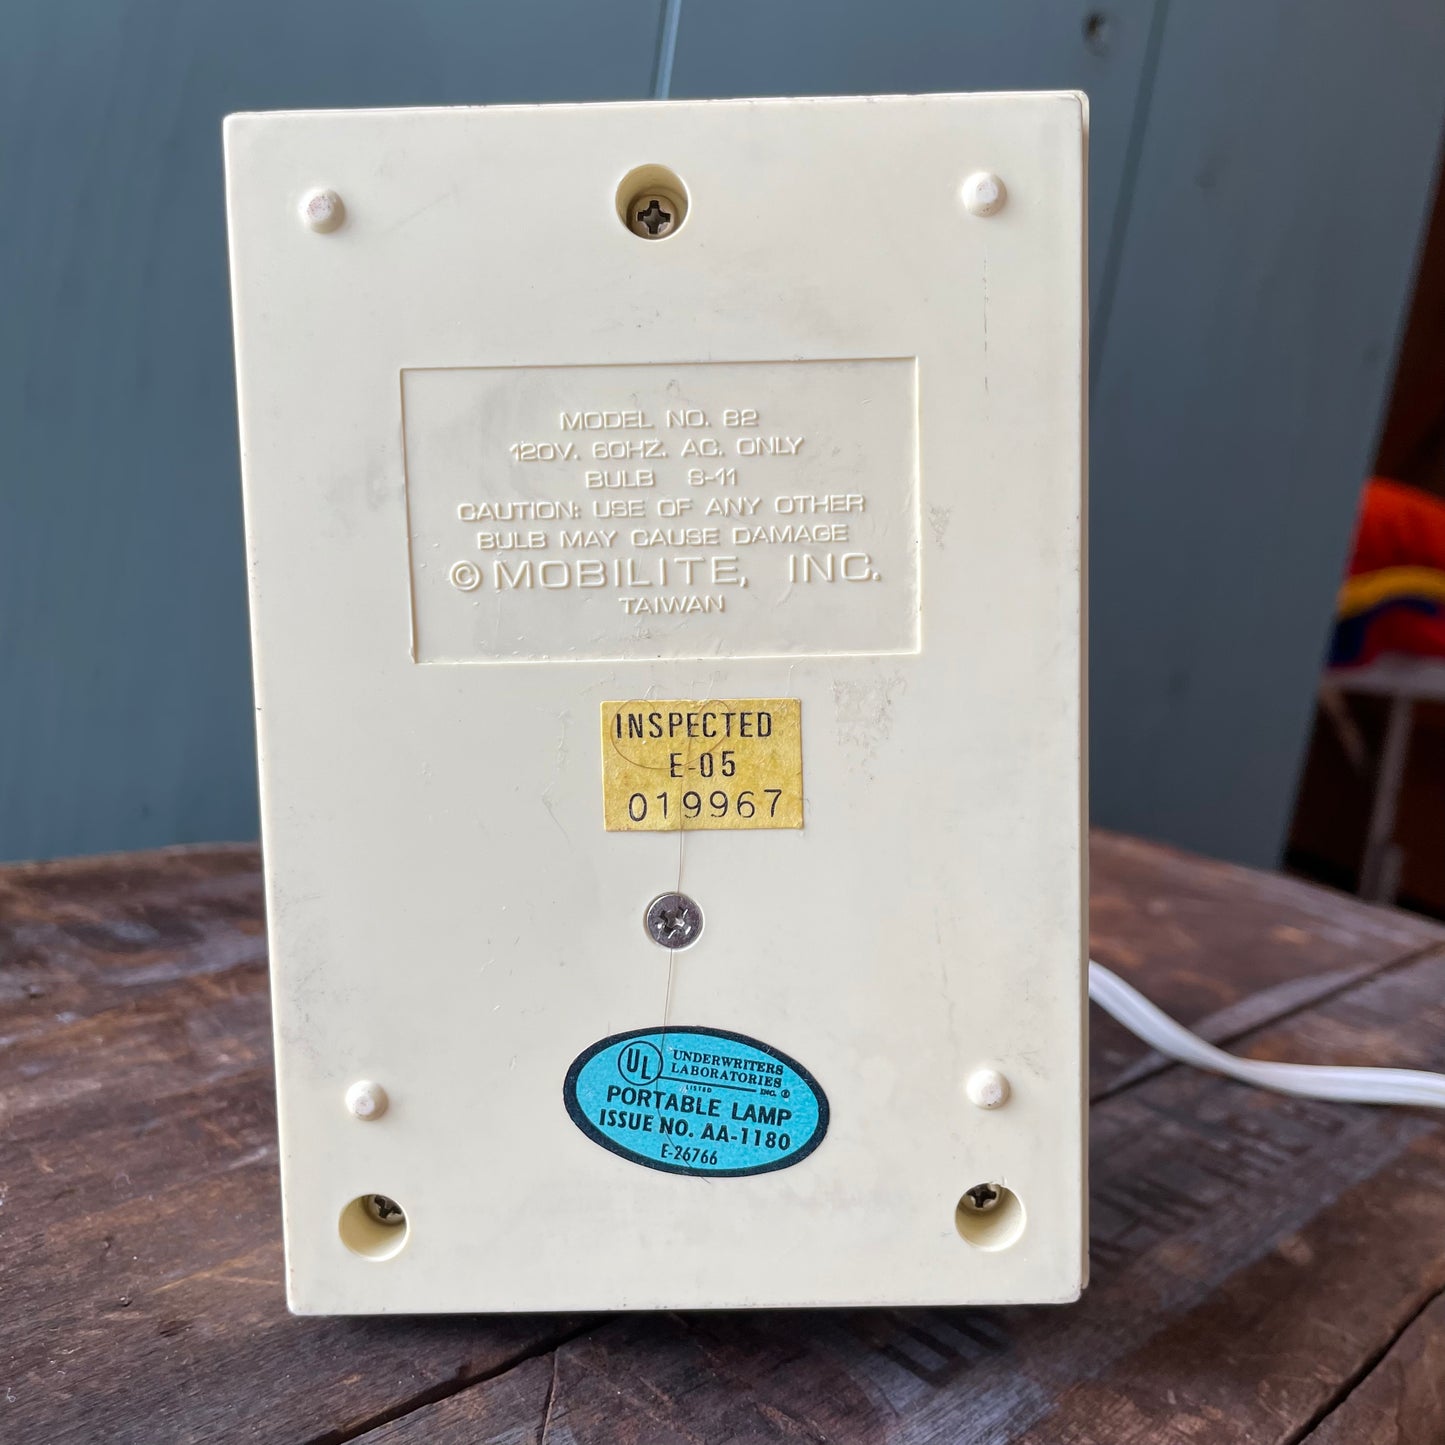 MODEL NO. 82
120V. 60HZ. AC. ONLY
BULB S-11
CAUTION: USE OF ANY OTHER
BULB MAY CAUSE DAMAGE
© MOBILITE, INC.
TAIWAN
INSPECTED
E-05
019967
UL UNDERWRITERS
LABORATORIES
LISTED INC. ®
PORTABLE LAMP
ISSUE NO. AA-1180
E-26766